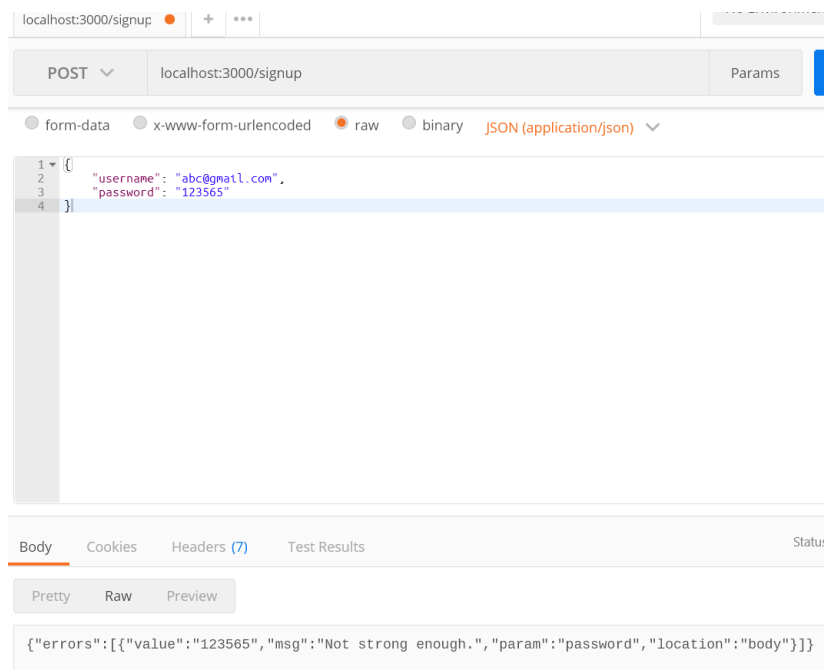 localhost:3000/signup + •••
POST localhost:3000/signup Params
form-data x-www-form-urlencoded raw binary JSON (application/json)
1 {
2 "username": "abc@gmail.com",
3 "password": "123565"
4 }
Body Cookies Headers (7) Test Results Status
Pretty Raw Preview
{"errors":[{"value":"123565","msg":"Not strong enough.","param":"password","location":"body"}]}